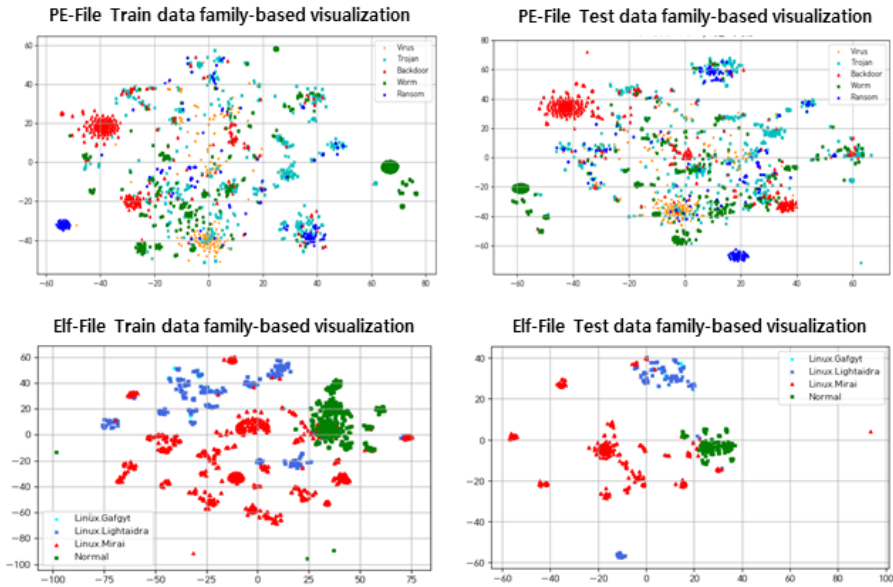 PE-File Train data family-based visualization
PE-File Test data family-based visualization
60
40
20
0
−20
−40
−60
−40
−20
0
20
40
60
80
Virus
Trojan
Backdoor
Worm
Ransom
80
60
40
20
0
−20
−40
−60
−60
−40
−20
0
20
40
60
80
Virus
Trojan
Backdoor
Worm
Ransom
Elf-File Train data family-based visualization
Elf-File Test data family-based visualization
60
40
20
0
−20
−40
−60
−80
−100
−100
−75
−50
−25
0
25
50
75
Linux.Gafgyt
Linux.Lightaidra
Linux.Mirai
Normal
40
20
0
−20
−40
−60
−60
−40
−20
0
20
40
60
80
100
Linux.Gafgyt
Linux.Lightaidra
Linux.Mirai
Normal